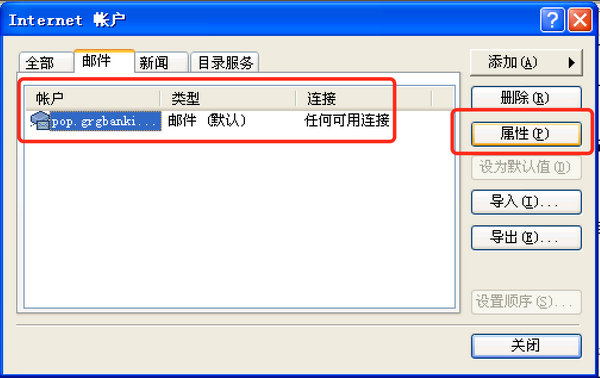 Internet 帐户
全部 邮件 新闻 目录服务
添加(A)
帐户 类型 连接
删除(R)
pop.grgbanki... 邮件 (默认) 任何可用连接
属性(P)
设为默认值(D)
导入(I)...
导出(E)...
设置顺序(S)...
关闭